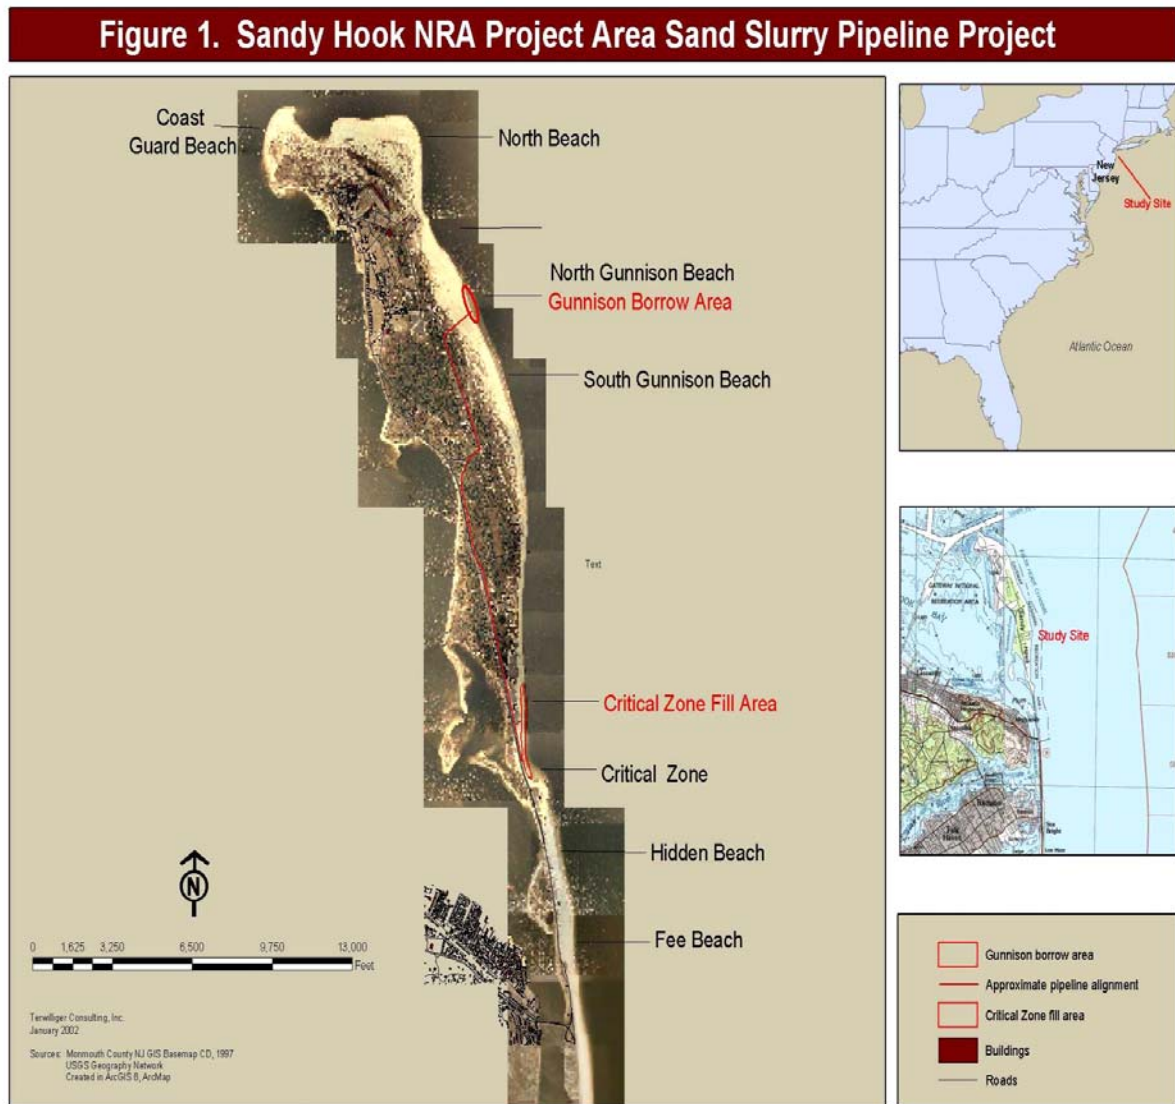 Figure 1. Sandy Hook NRA Project Area Sand Slurry Pipeline Project
Coast
Guard Beach
North Beach
North Gunnison Beach
Gunnison Borrow Area
South Gunnison Beach
Text
Critical Zone Fill Area
Critical Zone
Hidden Beach
Fee Beach
N
0 1,625 3,250 6,500 9,750 13,000
Feet
Terwilliger Consulting, Inc.
January 2002
Sources: Monmouth County NJ GIS Basemap CD, 1997
USGS Geography Network
Created in ArcGIS 8, ArcMap
New
Jersey
Study Site
Atlantic Ocean
GATEWAY NATIONAL
RECREATION AREA
Study Site
Gunnison borrow area
Approximate pipeline alignment
Critical Zone fill area
Buildings
Roads